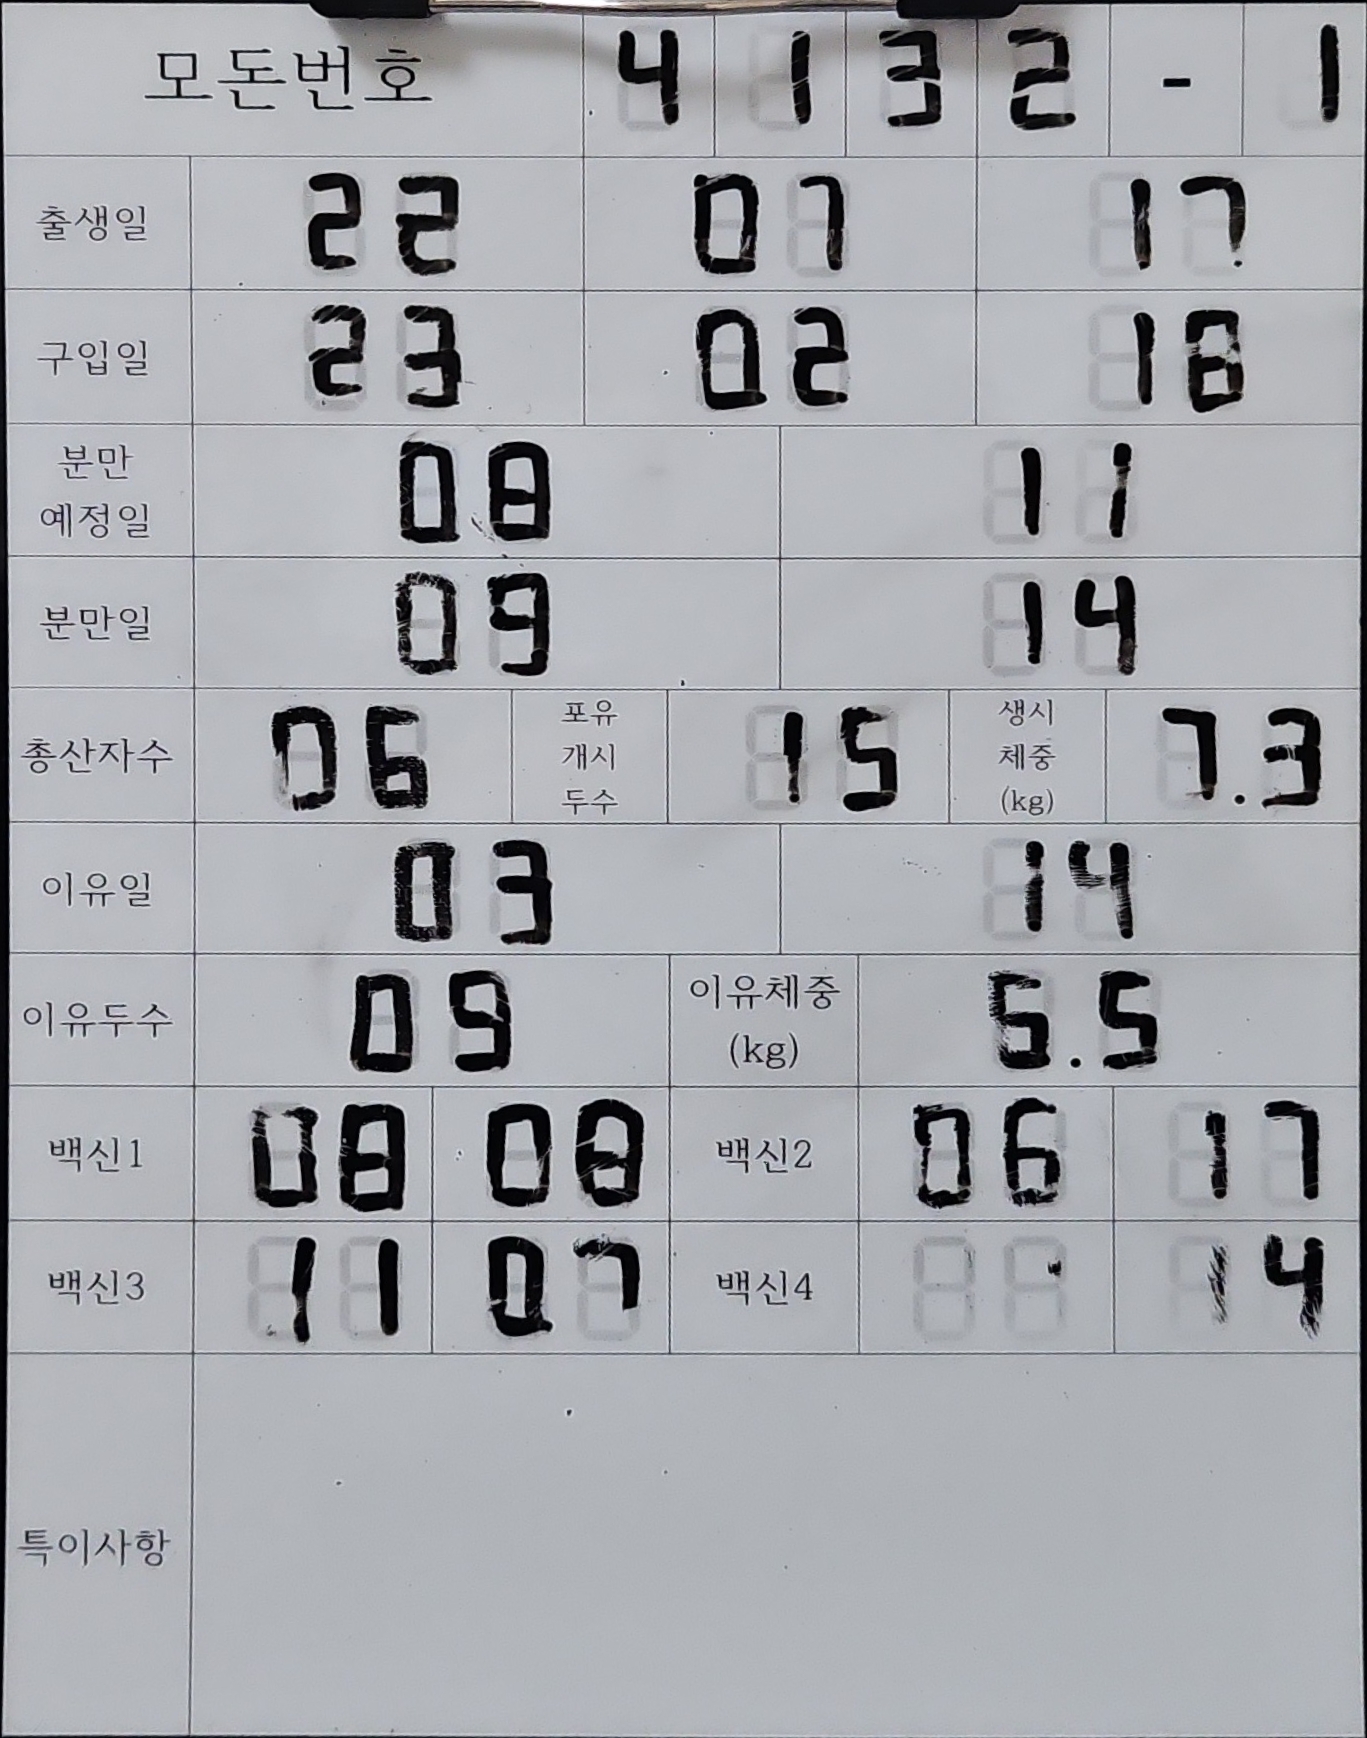 모돈번호 4 1 3 2 - 1
출생일 22 07 17
구입일 23 02 18
분만 예정일 08 11
분만일 09 14
총산자수 06 포유 개시 두수 15 생시 체중 (kg) 7.3
이유일 03 14
이유두수 09 이유체중 (kg) 5.5
백신1 08 08 백신2 06 17
백신3 11 07 백신4 14
특이사항